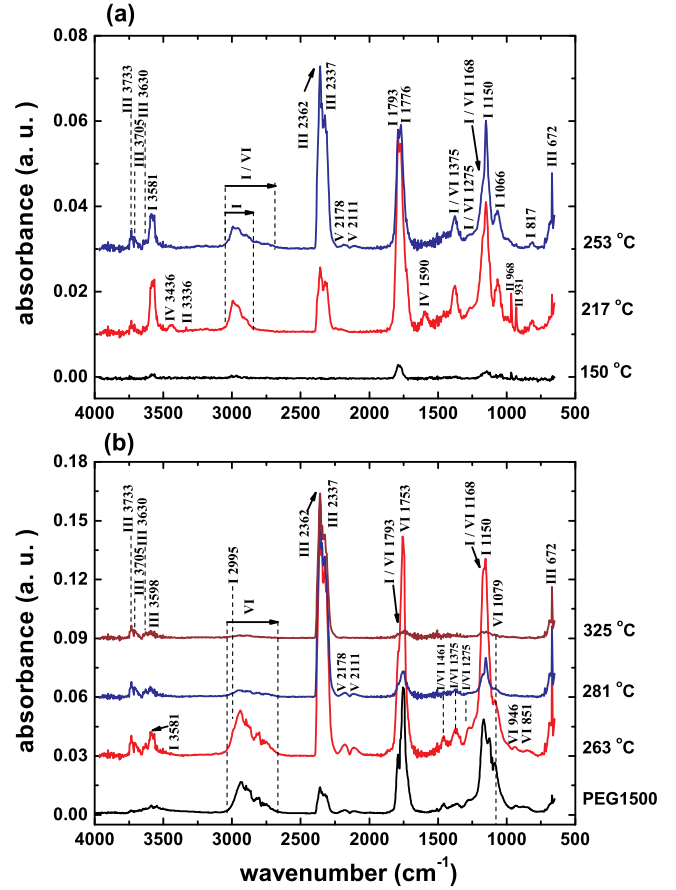 (a)
absorbance (a. u.)
0.08
0.06
0.04
0.02
0.00
III 3733
III 3705
III 3630
I 3581
IV 3436
II 3336
I / VI
II
III 2362
III 2337
V 2178
V 2111
I 1793
I 1776
IV 1590
I / VI 1375
I / VI 1275
I / VI 1168
I 1150
I 1066
II 968
II 931
I 817
III 672
253 °C
217 °C
150 °C
4000 3500 3000 2500 2000 1500 1000 500
(b)
absorbance (a. u. )
0.18
0.15
0.12
0.09
0.06
0.03
0.00
III 3733
III 3705
III 3630
III 3598
I 3581
I 2995
VI
III 2362
III 2337
V 2178
V 2111
I / VI 1793
VI 1753
I/VI 1461
I/VI 1375
I/VI 1275
I / VI 1168
I 1150
VI 1079
VI 946
VI 851
III 672
325 °C
281 °C
263 °C
PEG1500
4000 3500 3000 2500 2000 1500 1000 500
wavenumber (cm⁻¹)